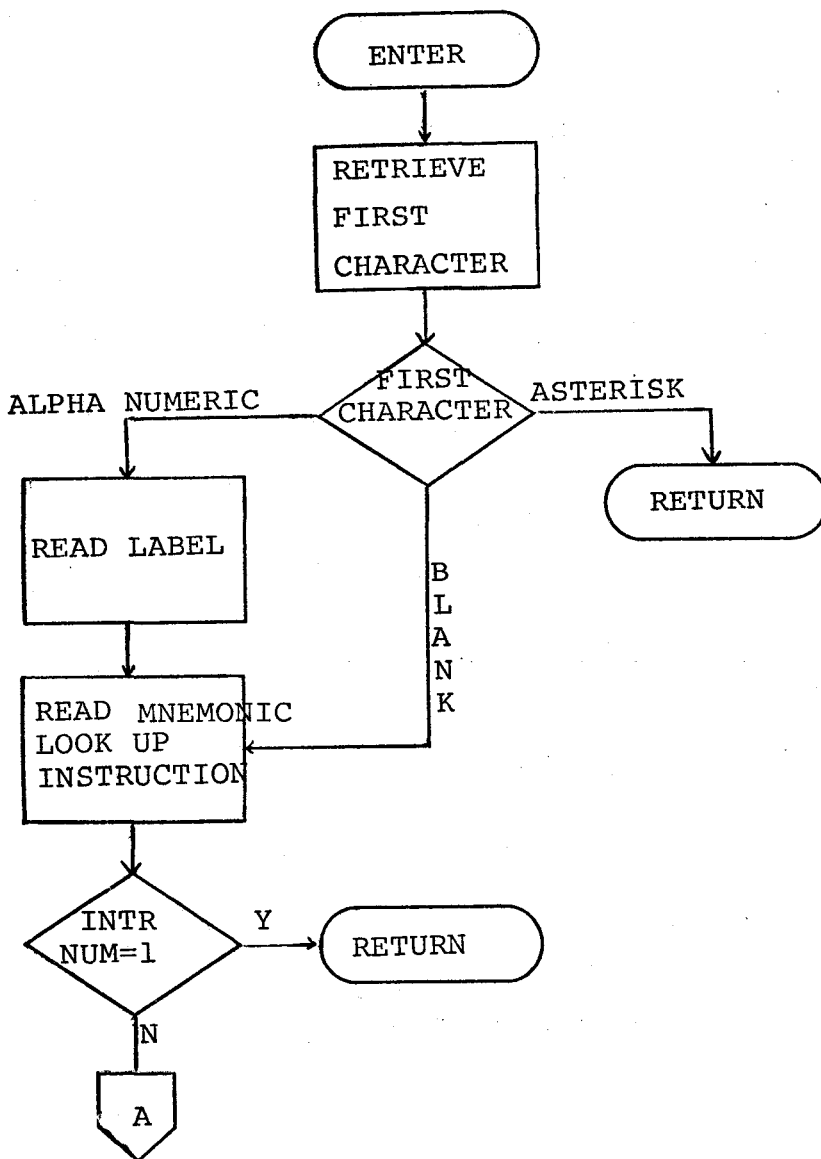 ENTER
RETRIEVE
FIRST
CHARACTER
FIRST
CHARACTER
ALPHA NUMERIC
ASTERISK
RETURN
READ LABEL
B
L
A
N
K
READ MNEMONIC
LOOK UP
INSTRUCTION
INTR
NUM=1
Y
RETURN
N
A